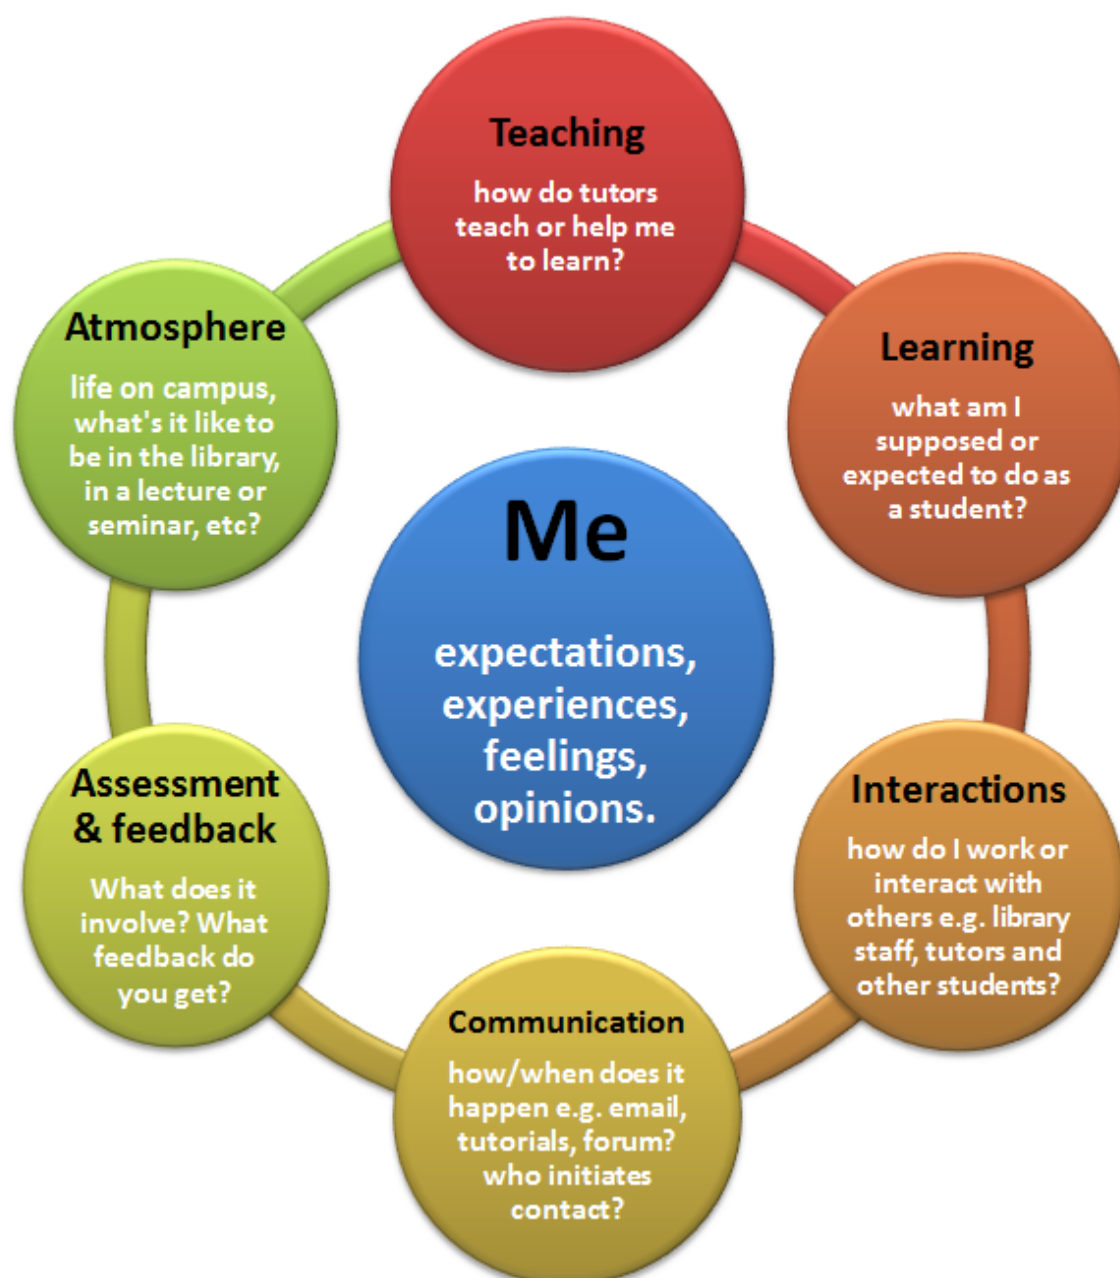 Teaching
how do tutors
teach or help me
to learn?
Learning
what am I
supposed or
expected to do as
a student?
Interactions
how do I work or
interact with
others e.g. library
staff, tutors and
other students?
Communication
how/when does it
happen e.g. email,
tutorials, forum?
who initiates
contact?
Assessment
& feedback
What does it
involve? What
feedback do
you get?
Atmosphere
life on campus,
what's it like to
be in the library,
in a lecture or
seminar, etc?
Me
expectations,
experiences,
feelings,
opinions.